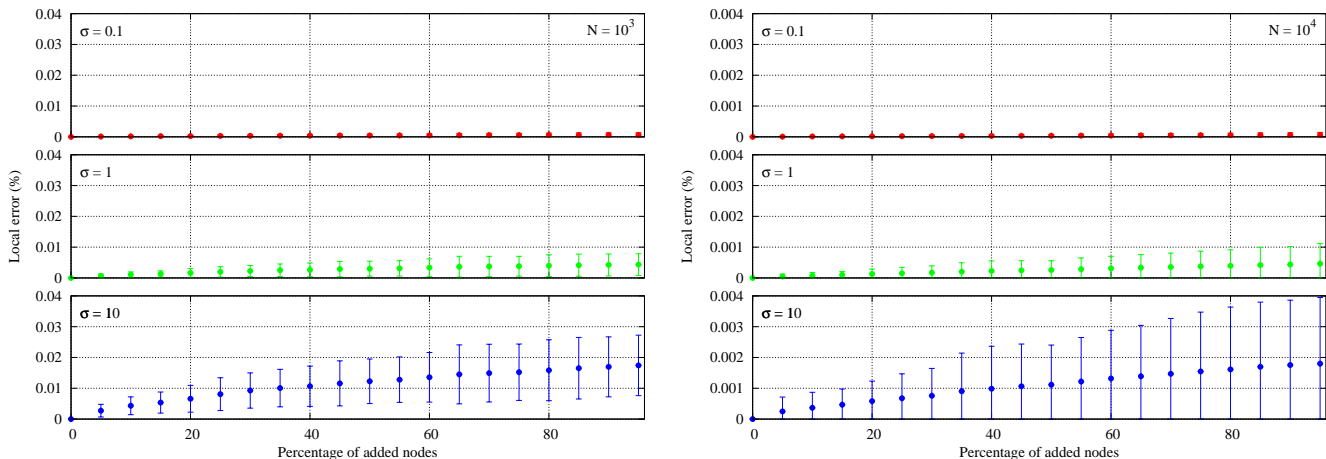 0.04
σ = 0.1
N = 10³
0.03
0.02
0.01
0
0.04
σ = 1
0.03
0.02
0.01
0
0.04
σ = 10
0.03
0.02
0.01
0
0 20 40 60 80
Local error (%)
Percentage of added nodes
0.004
σ = 0.1
N = 10⁴
0.003
0.002
0.001
0
0.004
σ = 1
0.003
0.002
0.001
0
0.004
σ = 10
0.003
0.002
0.001
0
0 20 40 60 80
Local error (%)
Percentage of added nodes